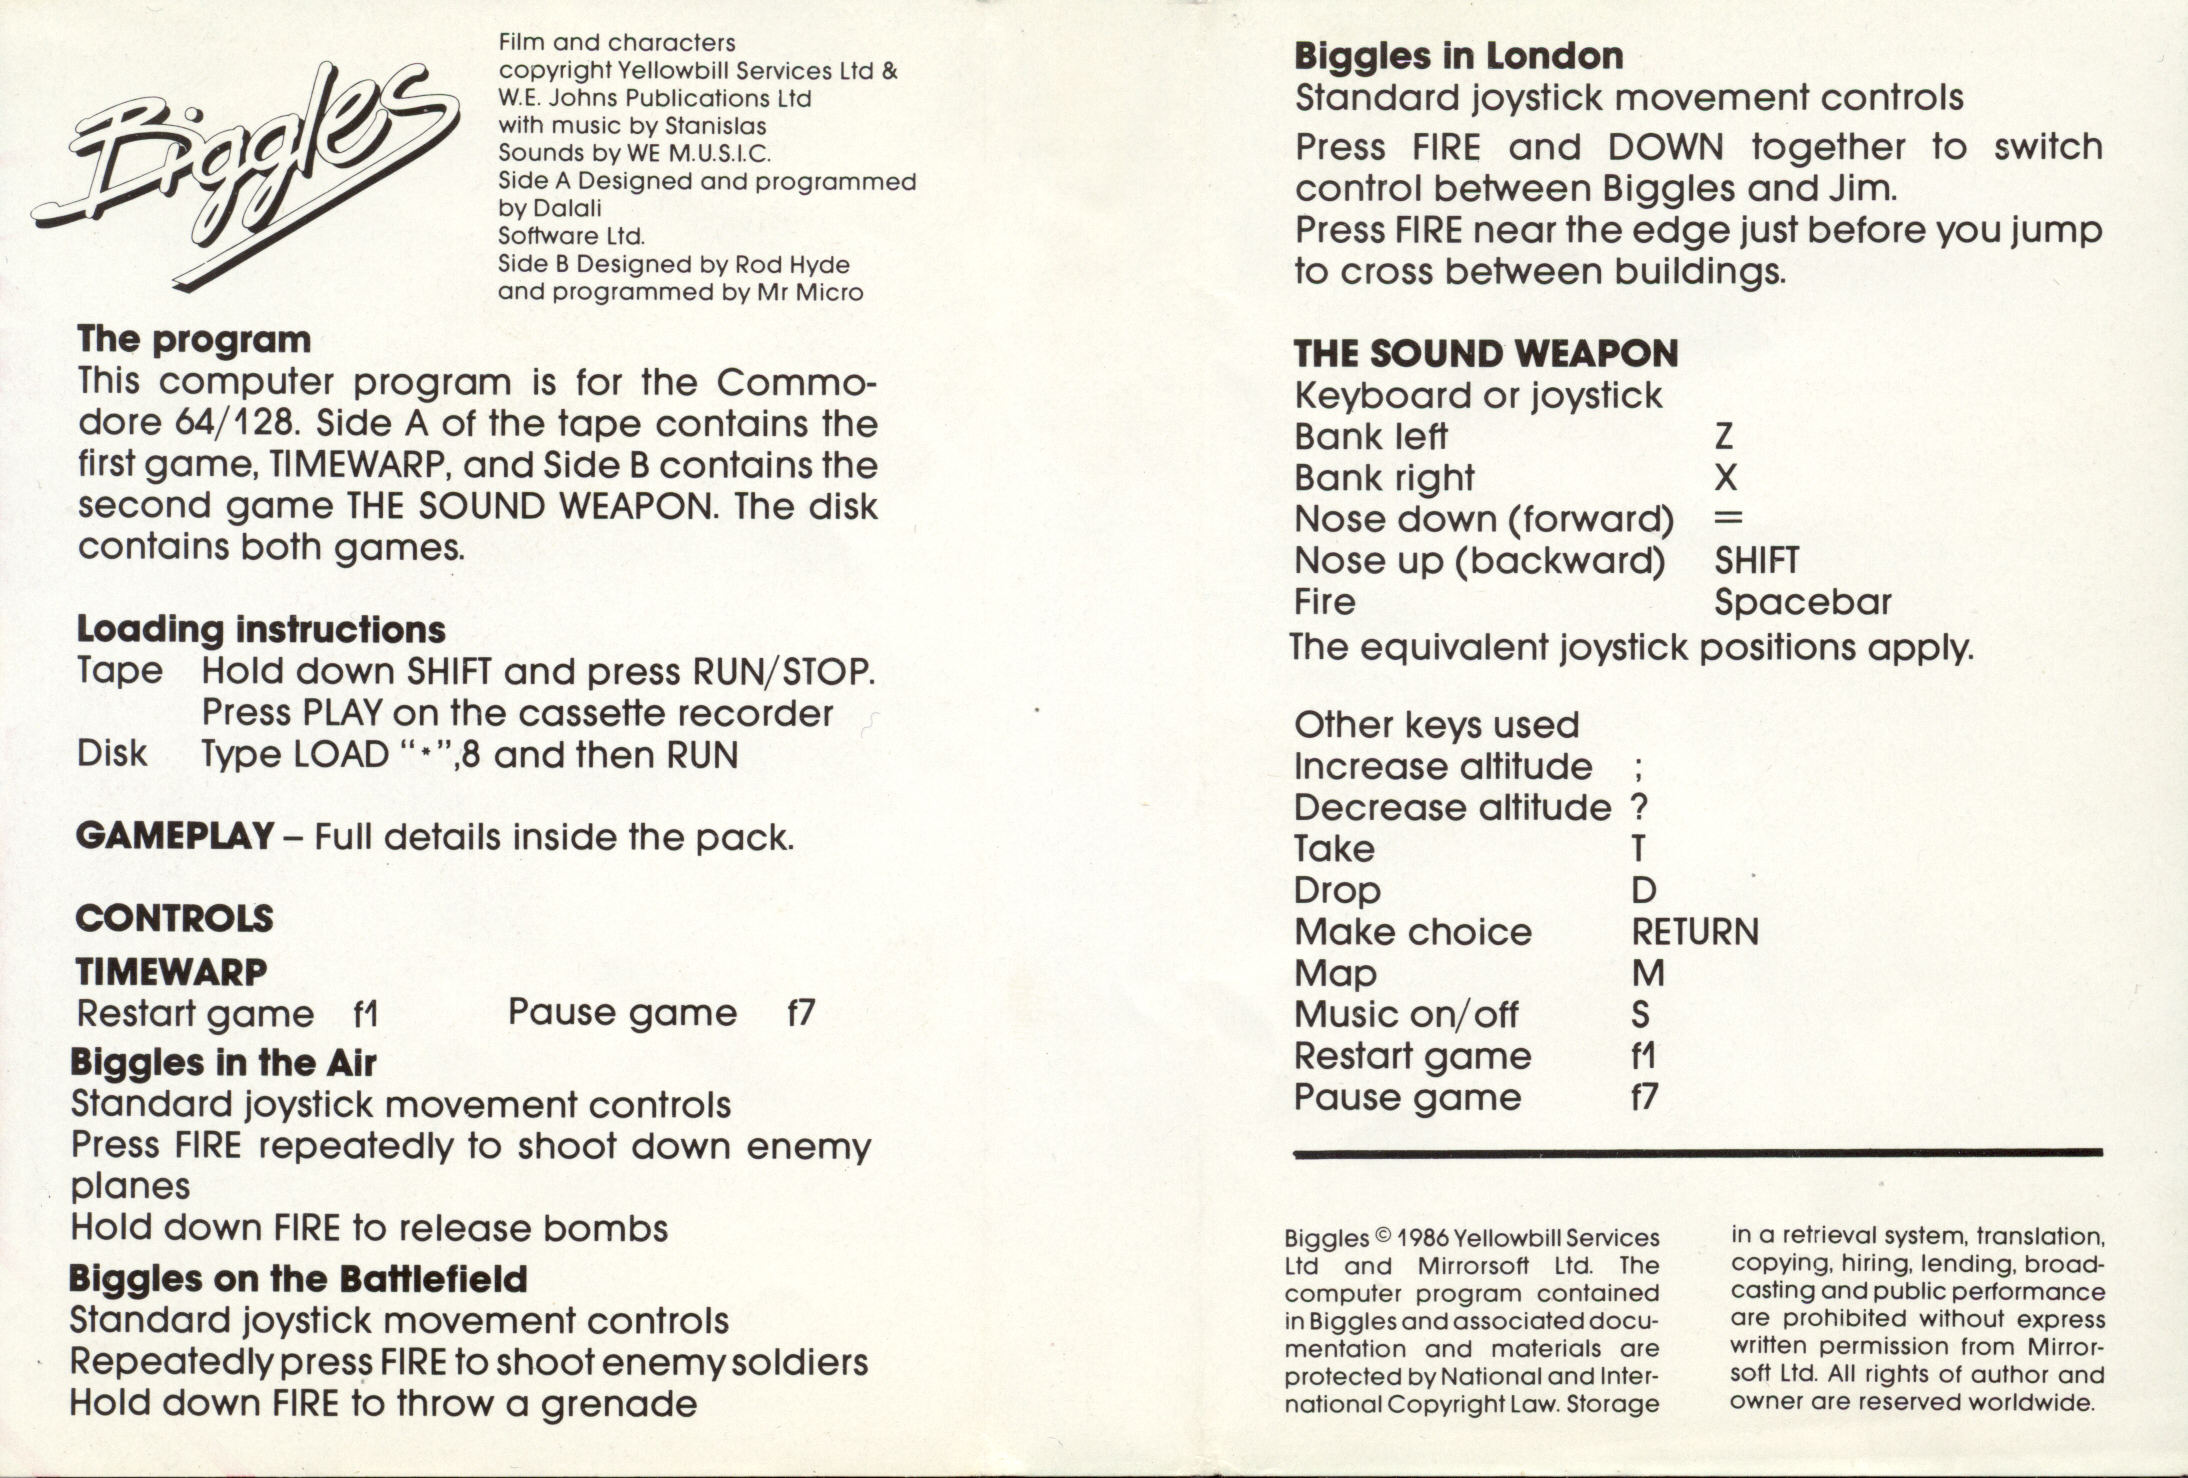 Biggles
Film and characters
copyright Yellowbill Services Ltd &
W.E. Johns Publications Ltd
with music by Stanislas
Sounds by WE M.U.S.I.C.
Side A Designed and programmed
by Dalali
Software Ltd.
Side B Designed by Rod Hyde
and programmed by Mr Micro
The program
This computer program is for the Commo-
dore 64/128. Side A of the tape contains the
first game, TIMEWARP, and Side B contains the
second game THE SOUND WEAPON. The disk
contains both games.
Loading instructions
Tape Hold down SHIFT and press RUN/STOP.
Press PLAY on the cassette recorder
Disk Type LOAD “*”,8 and then RUN
GAMEPLAY – Full details inside the pack.
CONTROLS
TIMEWARP
Restart game f1 Pause game f7
Biggles in the Air
Standard joystick movement controls
Press FIRE repeatedly to shoot down enemy
planes
Hold down FIRE to release bombs
Biggles on the Battlefield
Standard joystick movement controls
Repeatedly press FIRE to shoot enemy soldiers
Hold down FIRE to throw a grenade
Biggles in London
Standard joystick movement controls
Press FIRE and DOWN together to switch
control between Biggles and Jim.
Press FIRE near the edge just before you jump
to cross between buildings.
THE SOUND WEAPON
Keyboard or joystick
Bank left Z
Bank right X
Nose down (forward) =
Nose up (backward) SHIFT
Fire Spacebar
The equivalent joystick positions apply.
Other keys used
Increase altitude ;
Decrease altitude ?
Take T
Drop D
Make choice RETURN
Map M
Music on/off S
Restart game f1
Pause game f7
Biggles © 1986 Yellowbill Services
Ltd and Mirrorsoft Ltd. The
computer program contained
in Biggles and associated docu-
mentation and materials are
protected by National and Inter-
national Copyright Law. Storage
in a retrieval system, translation,
copying, hiring, lending, broad-
casting and public performance
are prohibited without express
written permission from Mirror-
soft Ltd. All rights of author and
owner are reserved worldwide.